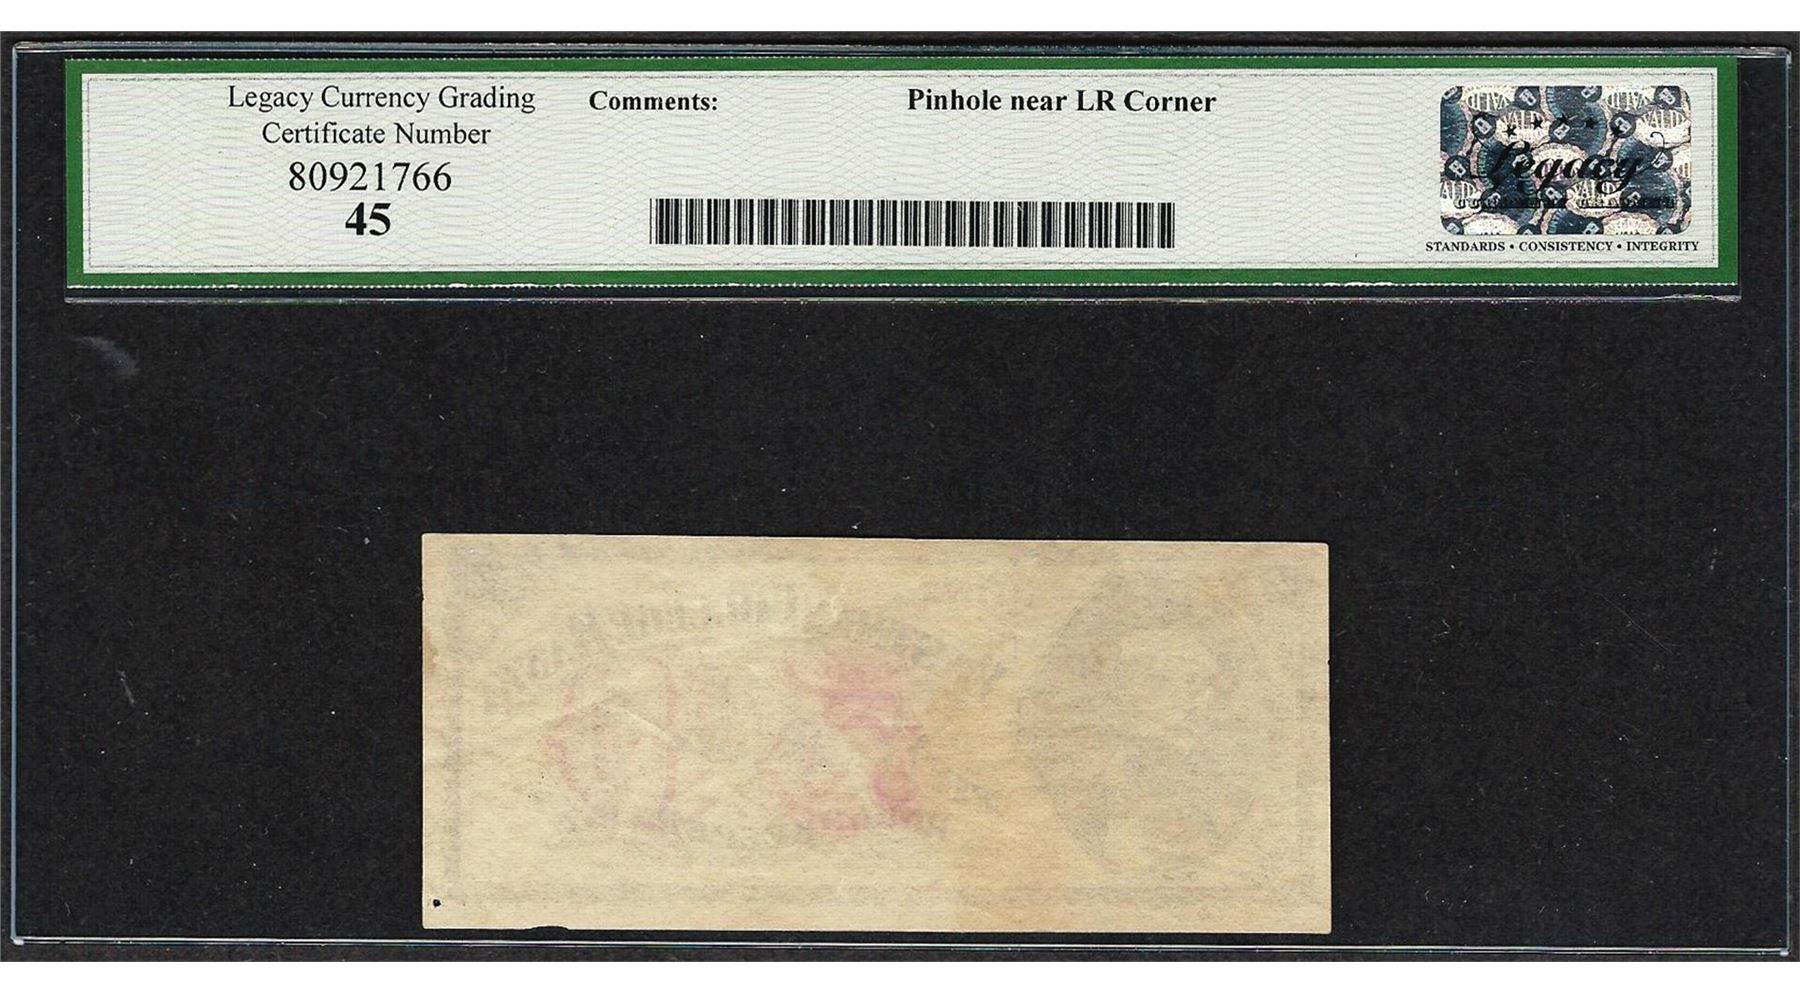 Legacy Currency Grading
Certificate Number
80921766
45
Comments:
Pinhole near LR Corner
Legacy
STANDARDS • CONSISTENCY • INTEGRITY